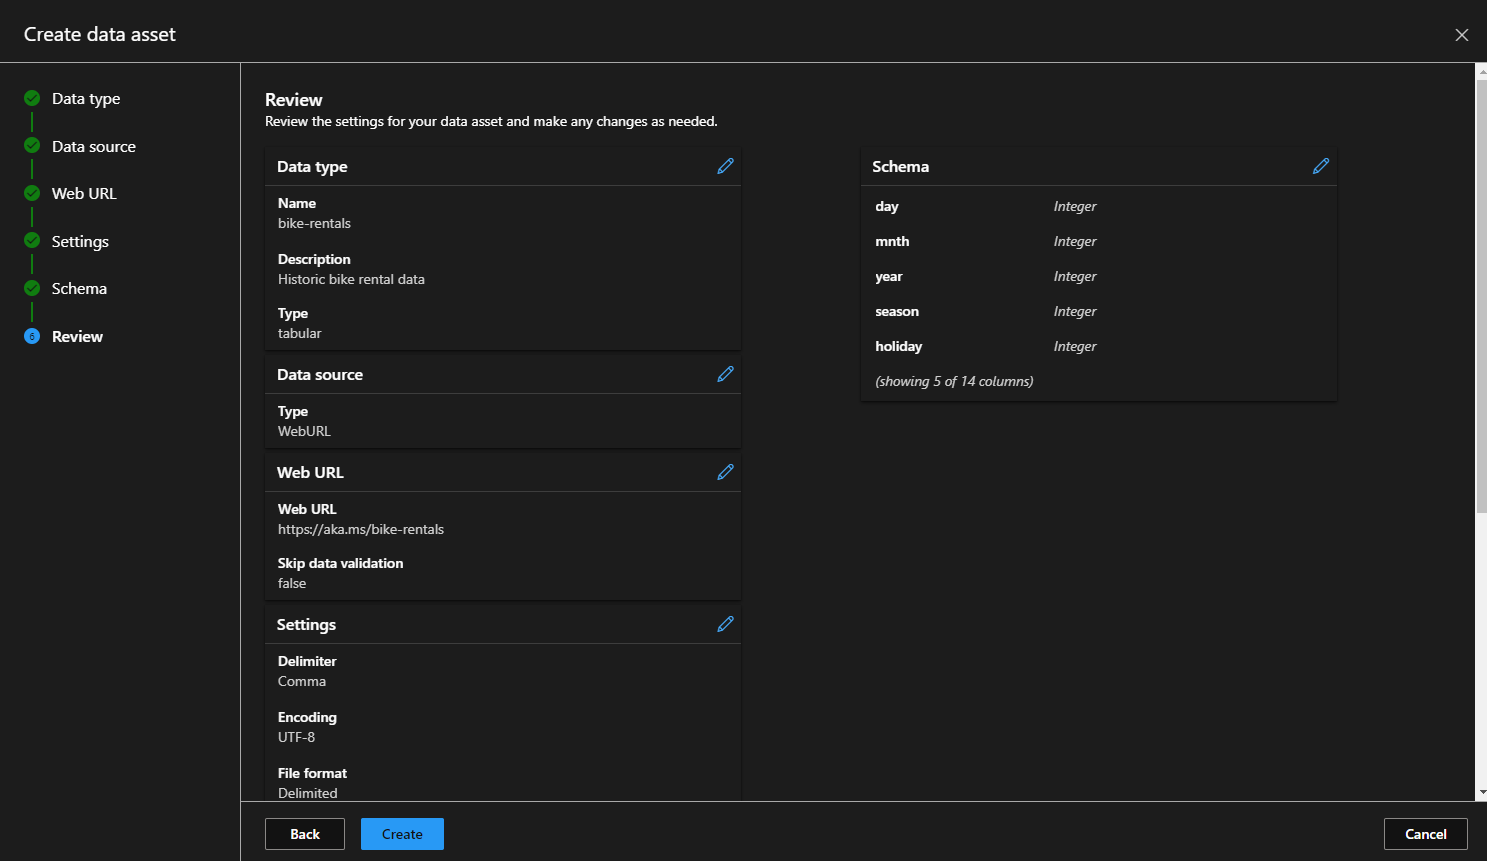 Create data asset
Data type
Data source
Web URL
Settings
Schema
6
Review
Review
Review the settings for your data asset and make any changes as needed.
Data type
Name
bike-rentals
Description
Historic bike rental data
Type
tabular
Data source
Type
WebURL
Web URL
Web URL
https://aka.ms/bike-rentals
Skip data validation
false
Settings
Delimiter
Comma
Encoding
UTF-8
File format
Delimited
Schema
day Integer
mnth Integer
year Integer
season Integer
holiday Integer
(showing 5 of 14 columns)
Back Create Cancel